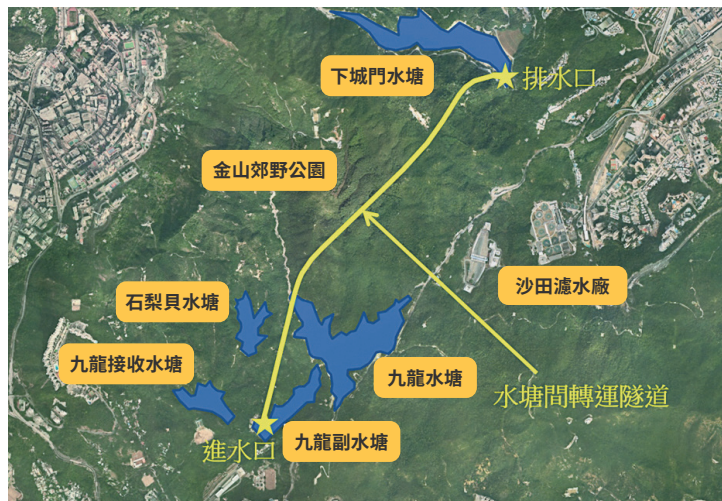 下城門水塘
排水口
金山郊野公園
沙田濾水廠
石梨貝水塘
九龍接收水塘
九龍水塘
水塘間轉運隧道
九龍副水塘
進水口